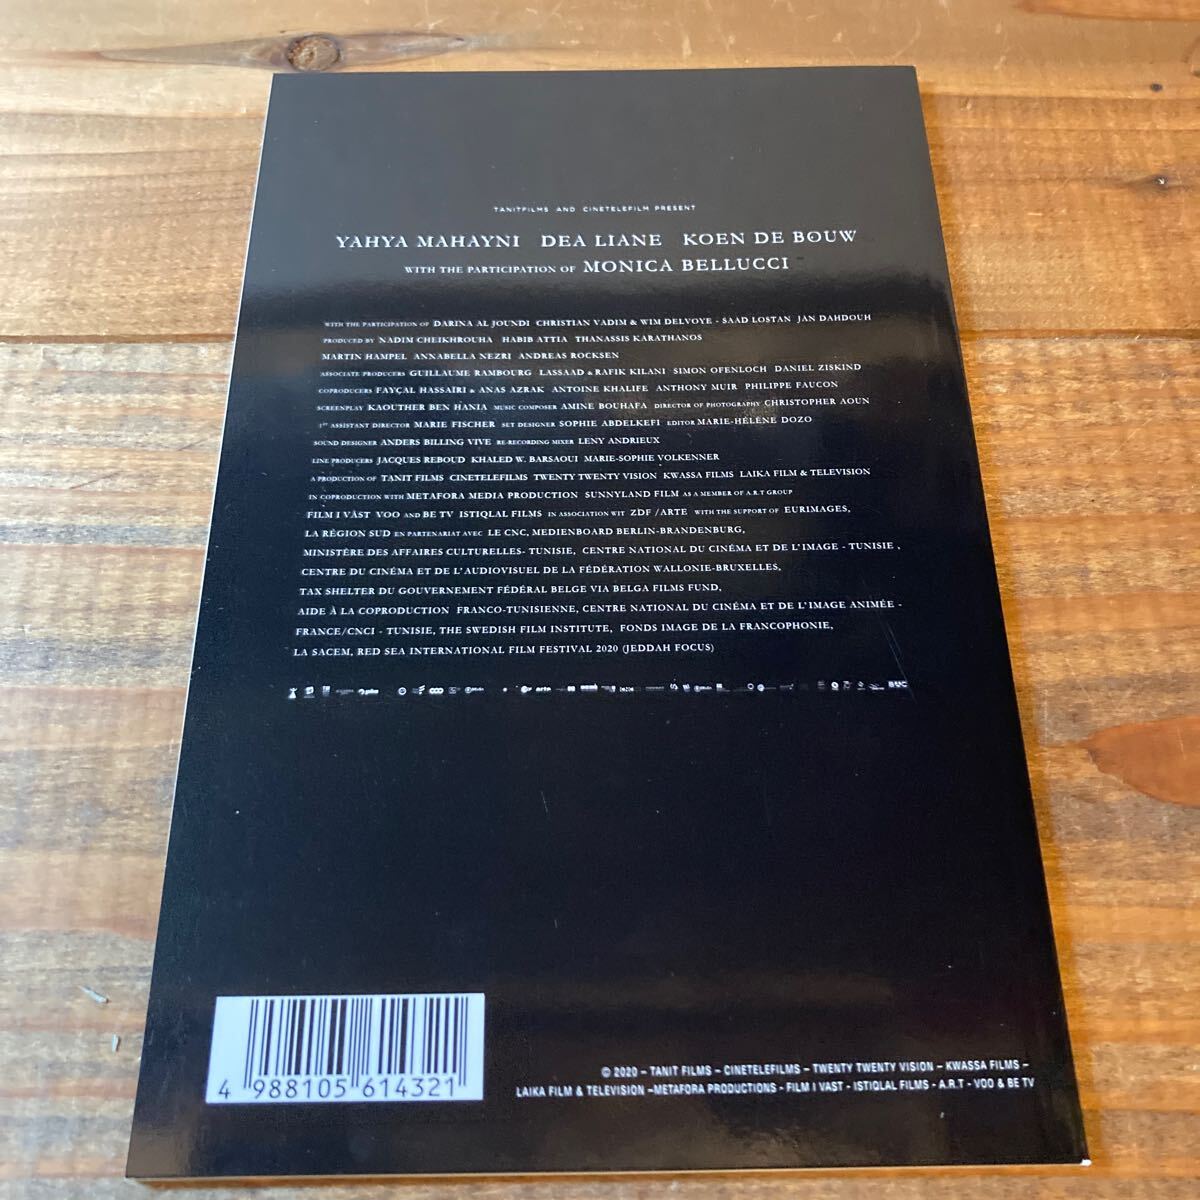 TANITFILMS AND CINETELEFILM PRESENT
YAHYA MAHAYNI DEA LIANE KOEN DE BOUW
WITH THE PARTICIPATION OF MONICA BELLUCCI
WITH THE PARTICIPATION OF DARINA AL JOUNDI CHRISTIAN VADIM & WIM DELVOYE - SAAD LOSTAN JAN DAHDOUH
PRODUCED BY NADIM CHEIKHROUHA HABIB ATTIA THANASSIS KARATHANOS
MARTIN HAMPEL ANNABELLA NEZRI ANDREAS ROCKSEN
ASSOCIATE PRODUCERS GUILLAUME RAMBOURG LASSAAD & RAFIK KILANI SIMON OFENLOCH DANIEL ZISKIND
COPRODUCERS FAYÇAL HASSAÏRI & ANAS AZRAK ANTOINE KHALIFE ANTHONY MUIR PHILIPPE FAUCON
SCREENPLAY KAOUTHER BEN HANIA MUSIC COMPOSER AMINE BOUHAFA DIRECTOR OF PHOTOGRAPHY CHRISTOPHER AOUN
1ST ASSISTANT DIRECTOR MARIE FISCHER SET DESIGNER SOPHIE ABDELKEFI EDITOR MARIE-HÉLÈNE DOZO
SOUND DESIGNER ANDERS BILLING VIVE RE-RECORDING MIXER LENY ANDRIEUX
LINE PRODUCERS JACQUES REBOUD KHALED W. BARSAOUI MARIE-SOPHIE VOLKENNER
A PRODUCTION OF TANIT FILMS CINETELEFILMS TWENTY TWENTY VISION KWASSA FILMS LAIKA FILM & TELEVISION
IN COPRODUCTION WITH METAFORA MEDIA PRODUCTION SUNNYLAND FILM AS A MEMBER OF A.R.T GROUP
FILM I VÄST VOO AND BE TV ISTIQLAL FILMS IN ASSOCIATION WIT ZDF /ARTE WITH THE SUPPORT OF EURIMAGES,
LA RÉGION SUD EN PARTENARIAT AVEC LE CNC, MEDIENBOARD BERLIN-BRANDENBURG,
MINISTÈRE DES AFFAIRES CULTURELLES- TUNISIE, CENTRE NATIONAL DU CINÉMA ET DE L'IMAGE - TUNISIE ,
CENTRE DU CINÉMA ET DE L'AUDIOVISUEL DE LA FÉDÉRATION WALLONIE-BRUXELLES,
TAX SHELTER DU GOUVERNEMENT FÉDÉRAL BELGE VIA BELGA FILMS FUND,
AIDE À LA COPRODUCTION FRANCO-TUNISIENNE, CENTRE NATIONAL DU CINÉMA ET DE L'IMAGE ANIMÉE -
FRANCE/CNCI - TUNISIE, THE SWEDISH FILM INSTITUTE, FONDS IMAGE DE LA FRANCOPHONIE,
LA SACEM, RED SEA INTERNATIONAL FILM FESTIVAL 2020 (JEDDAH FOCUS)
arte
4 988105 614321
© 2020 – TANIT FILMS – CINETELEFILMS – TWENTY TWENTY VISION – KWASSA FILMS –
LAIKA FILM & TELEVISION –METAFORA PRODUCTIONS - FILM I VAST - ISTIQLAL FILMS - A.R.T - VOO & BE TV